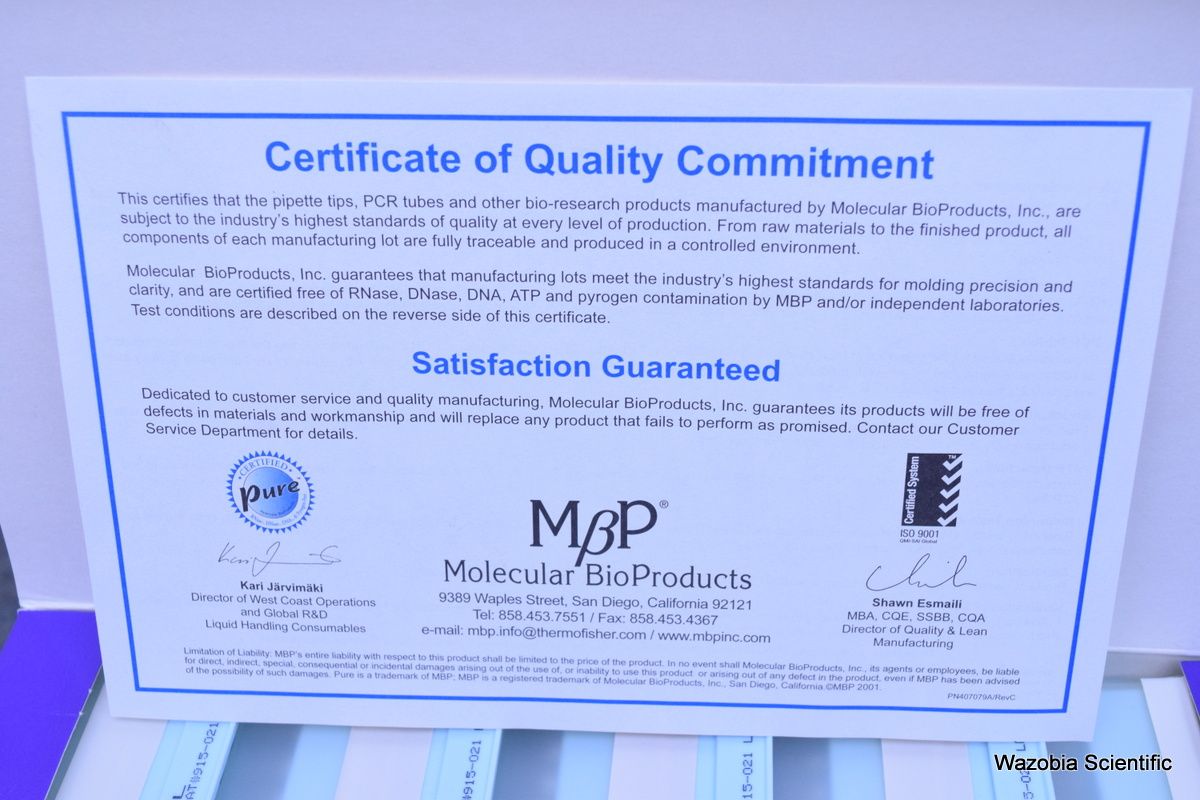 Certificate of Quality Commitment
This certifies that the pipette tips, PCR tubes and other bio-research products manufactured by Molecular BioProducts, Inc., are
subject to the industry's highest standards of quality at every level of production. From raw materials to the finished product, all
components of each manufacturing lot are fully traceable and produced in a controlled environment.
Molecular BioProducts, Inc. guarantees that manufacturing lots meet the industry's highest standards for molding precision and
clarity, and are certified free of RNase, DNase, DNA, ATP and pyrogen contamination by MBP and/or independent laboratories.
Test conditions are described on the reverse side of this certificate.
Satisfaction Guaranteed
Dedicated to customer service and quality manufacturing, Molecular BioProducts, Inc. guarantees its products will be free of
defects in materials and workmanship and will replace any product that fails to perform as promised. Contact our Customer
Service Department for details.
CERTIFIED
pure
Certified System ™
ISO 9001
QMI-SAI Global
MβP®
Molecular BioProducts
9389 Waples Street, San Diego, California 92121
Tel: 858.453.7551 / Fax: 858.453.4367
e-mail: mbp.info@thermofisher.com / www.mbpinc.com
Kari Järvimäki
Director of West Coast Operations
and Global R&D
Liquid Handling Consumables
Shawn Esmaili
MBA, CQE, SSBB, CQA
Director of Quality & Lean
Manufacturing
Limitation of Liability: MBP's entire liability with respect to this product shall be limited to the price of the product. In no event shall Molecular BioProducts, Inc., its agents or employees, be liable
for direct, indirect, special, consequential or incidental damages arising out of the use of, or inability to use this product or arising out of any defect in the product, even if MBP has been advised
of the possibility of such damages. Pure is a trademark of MBP; MBP is a registered trademark of Molecular BioProducts, Inc., San Diego, California ©MBP 2001.
PN407079A/RevC
AT#915-021
#915-021
15-021 L
Wazobia Scientific